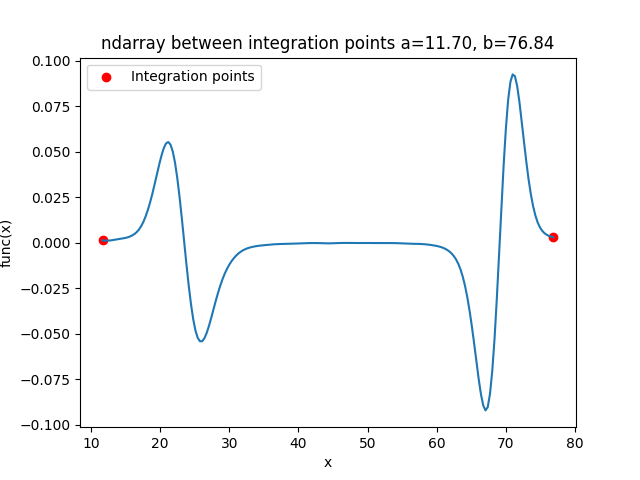 ndarray between integration points a=11.70, b=76.84
Integration points
0.100
0.075
0.050
0.025
0.000
−0.025
−0.050
−0.075
−0.100
func(x)
10 20 30 40 50 60 70 80
x